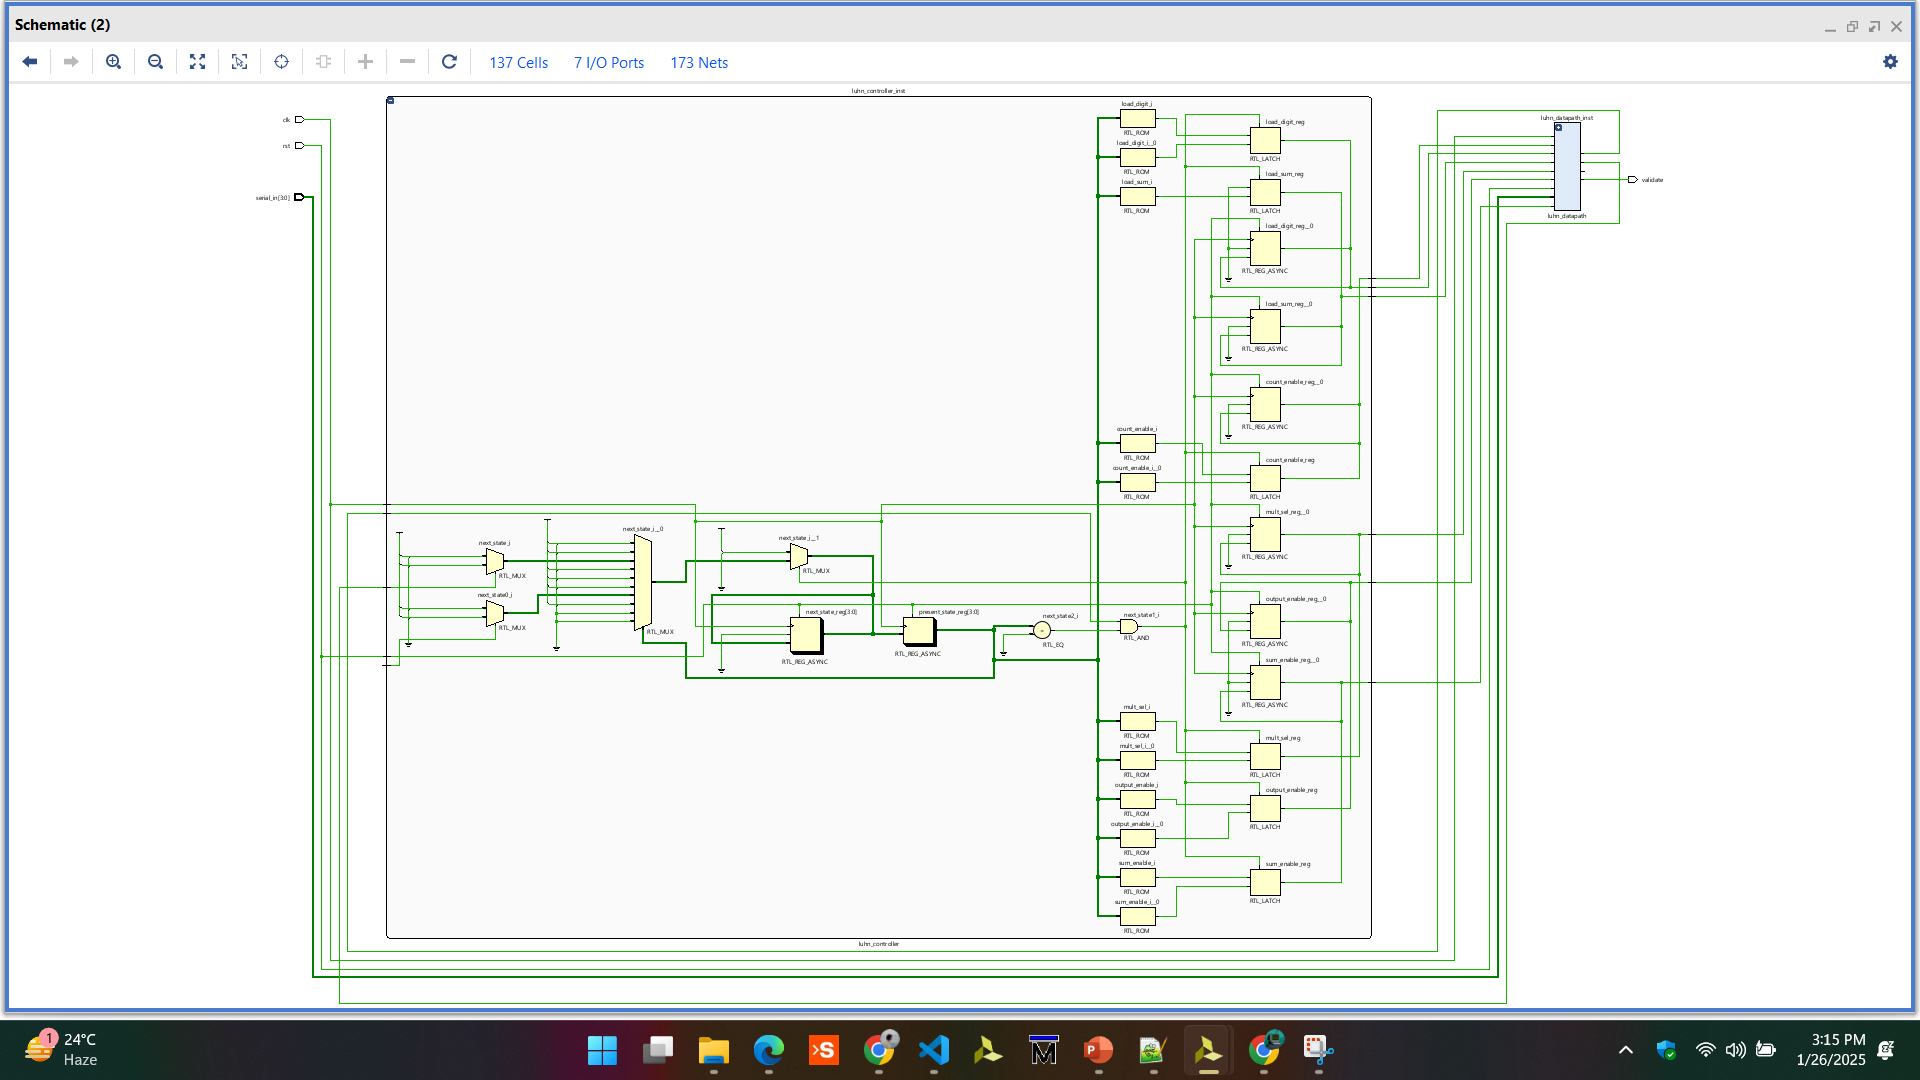 Schematic (2)
137 Cells
7 I/O Ports
173 Nets
luhn_controller_inst
clk
rst
serial_in[3:0]
load_digit_i
RTL_ROM
load_digit_i__0
RTL_ROM
load_sum_i
RTL_ROM
load_digit_reg
RTL_LATCH
load_sum_reg
RTL_LATCH
load_digit_reg__0
RTL_REG_ASYNC
load_sum_reg__0
RTL_REG_ASYNC
count_enable_reg__0
RTL_REG_ASYNC
count_enable_i
RTL_ROM
count_enable_i__0
RTL_ROM
count_enable_reg
RTL_LATCH
mult_sel_reg__0
RTL_REG_ASYNC
output_enable_reg__0
RTL_REG_ASYNC
sum_enable_reg__0
RTL_REG_ASYNC
luhn_datapath_inst
luhn_datapath
validate
next_state_i
RTL_MUX
next_state0_i
RTL_MUX
next_state_i__0
RTL_MUX
next_state_i__1
RTL_MUX
next_state_reg[3:0]
RTL_REG_ASYNC
present_state_reg[3:0]
RTL_REG_ASYNC
next_state2_i
RTL_EQ
next_state1_i
RTL_AND
mult_sel_i
RTL_ROM
mult_sel_i__0
RTL_ROM
output_enable_i
RTL_ROM
output_enable_i__0
RTL_ROM
sum_enable_i
RTL_ROM
sum_enable_i__0
RTL_ROM
mult_sel_reg
RTL_LATCH
output_enable_reg
RTL_LATCH
sum_enable_reg
RTL_LATCH
luhn_controller
1
24°C
Haze
3:15 PM
1/26/2025